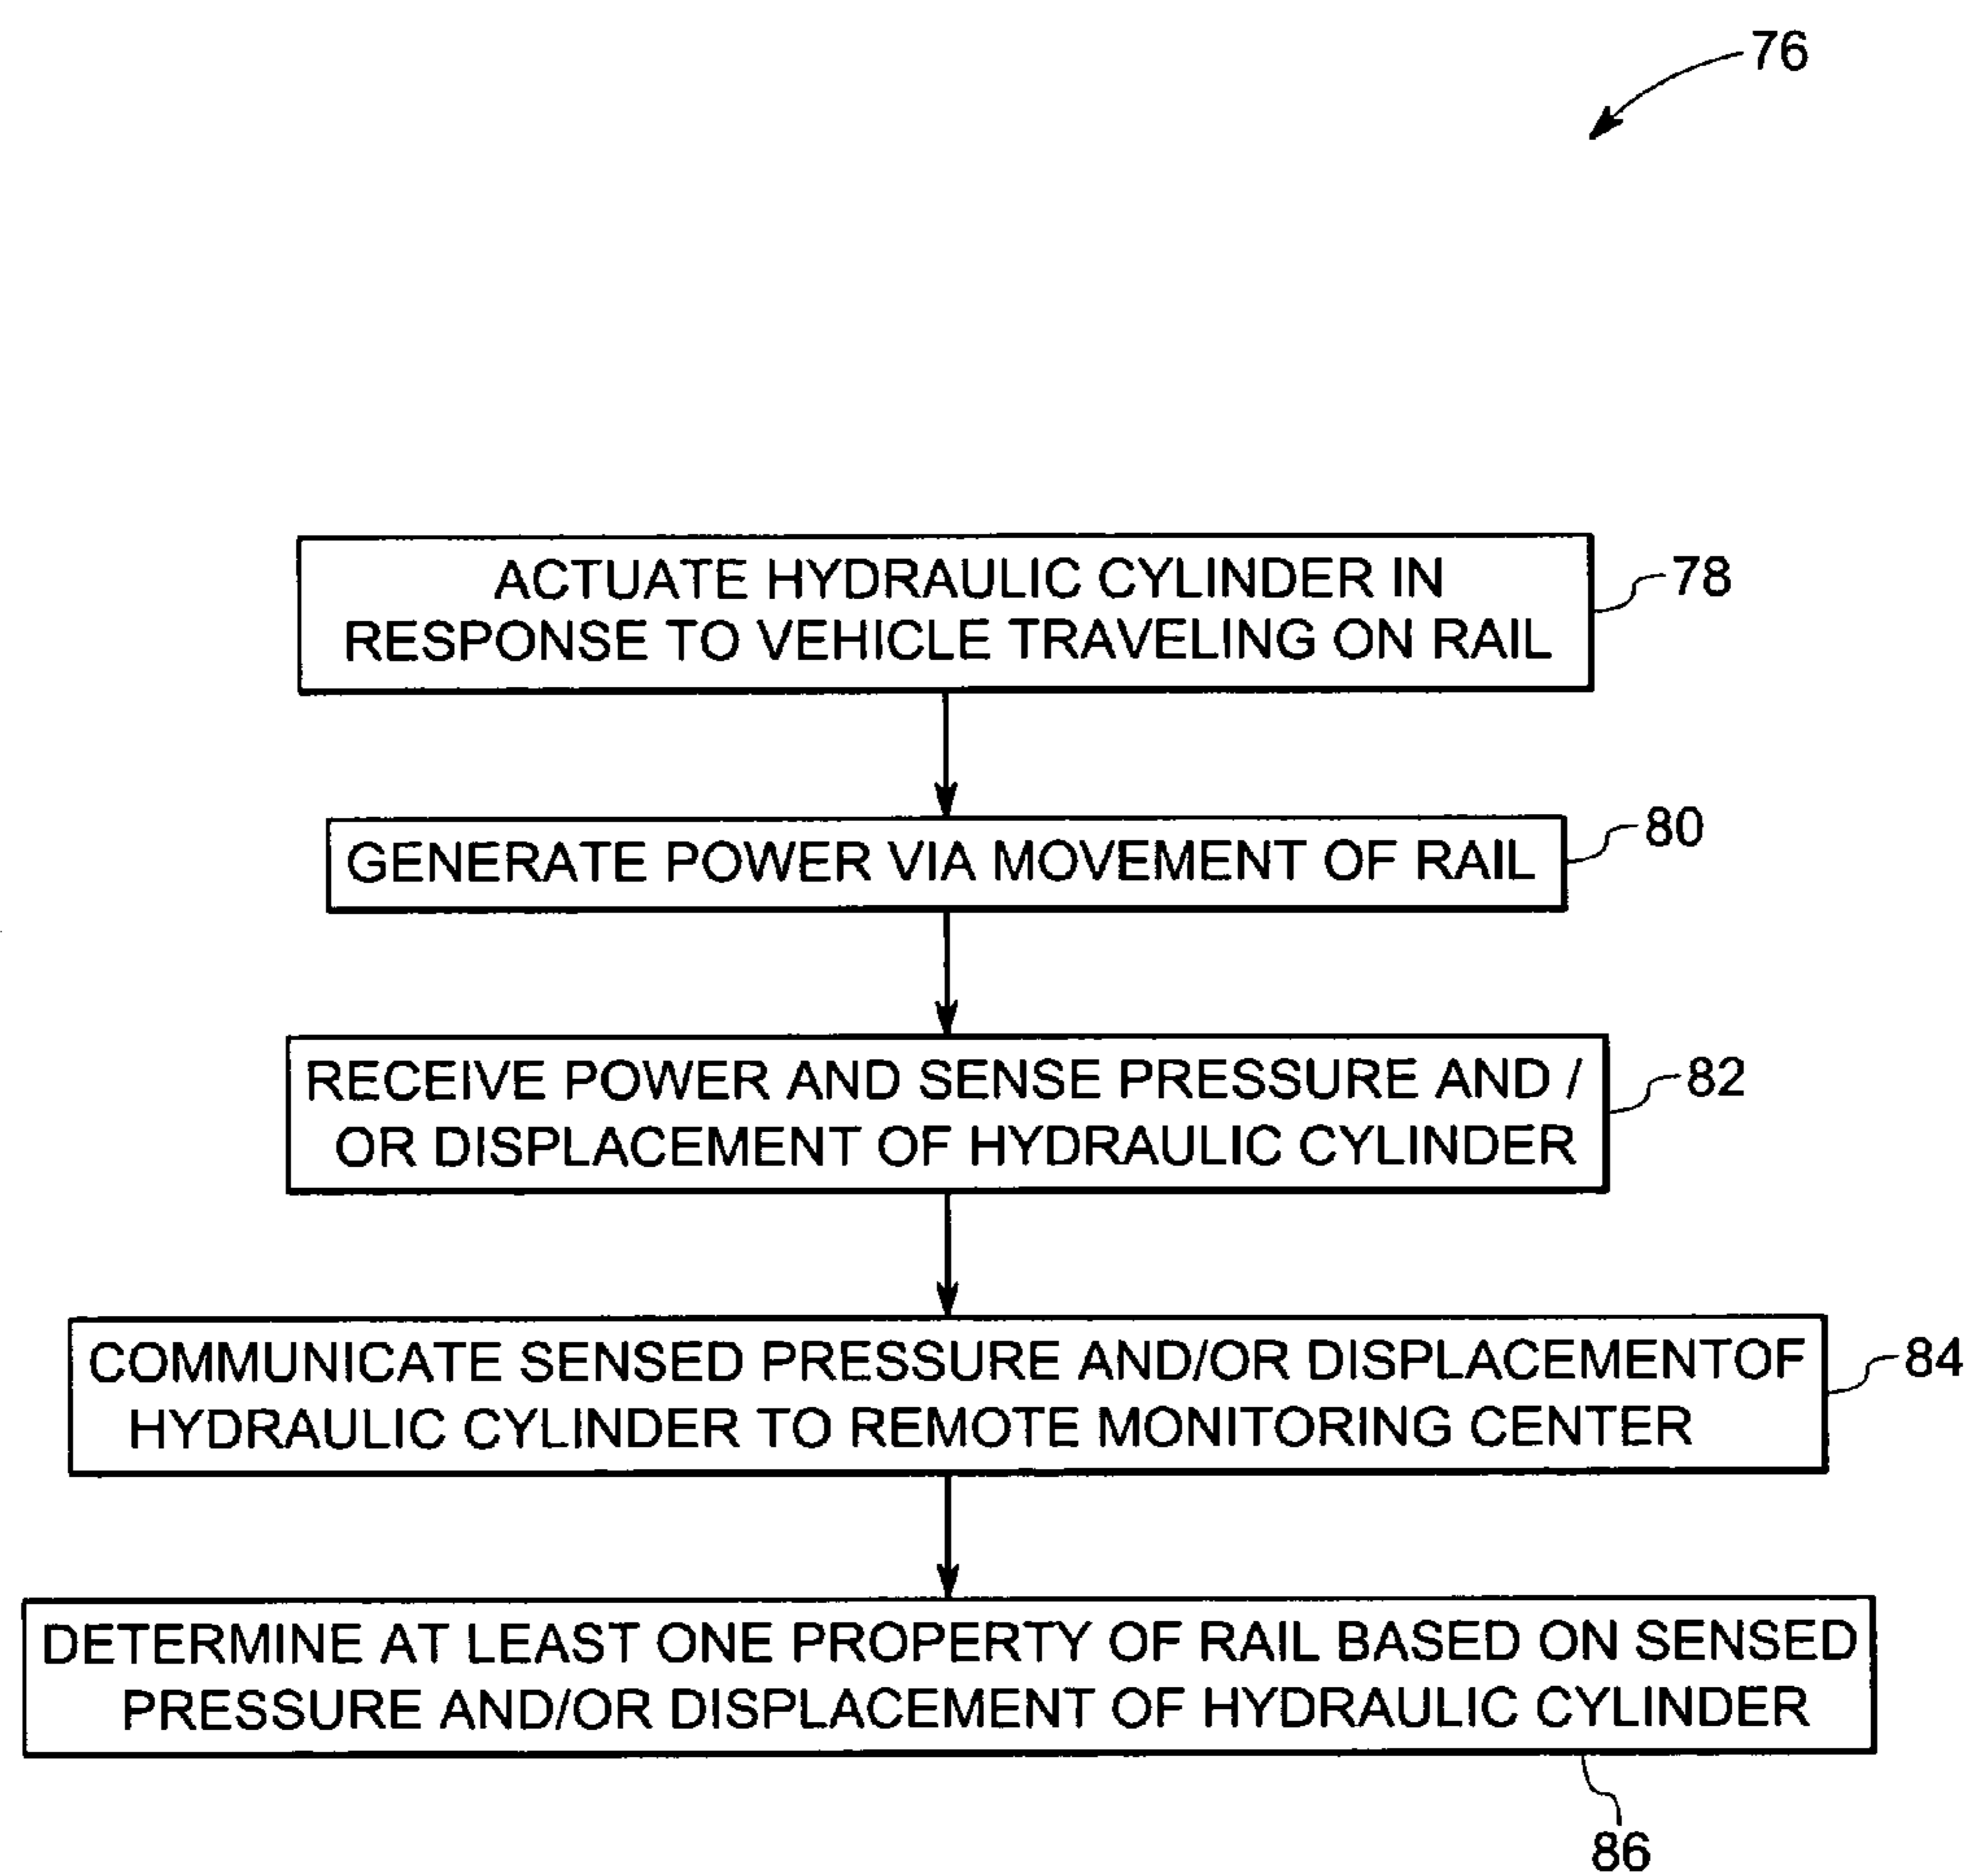 76
ACTUATE HYDRAULIC CYLINDER IN
RESPONSE TO VEHICLE TRAVELING ON RAIL
78
GENERATE POWER VIA MOVEMENT OF RAIL
80
RECEIVE POWER AND SENSE PRESSURE AND /
OR DISPLACEMENT OF HYDRAULIC CYLINDER
82
COMMUNICATE SENSED PRESSURE AND/OR DISPLACEMENTOF
HYDRAULIC CYLINDER TO REMOTE MONITORING CENTER
84
DETERMINE AT LEAST ONE PROPERTY OF RAIL BASED ON SENSED
PRESSURE AND/OR DISPLACEMENT OF HYDRAULIC CYLINDER
86